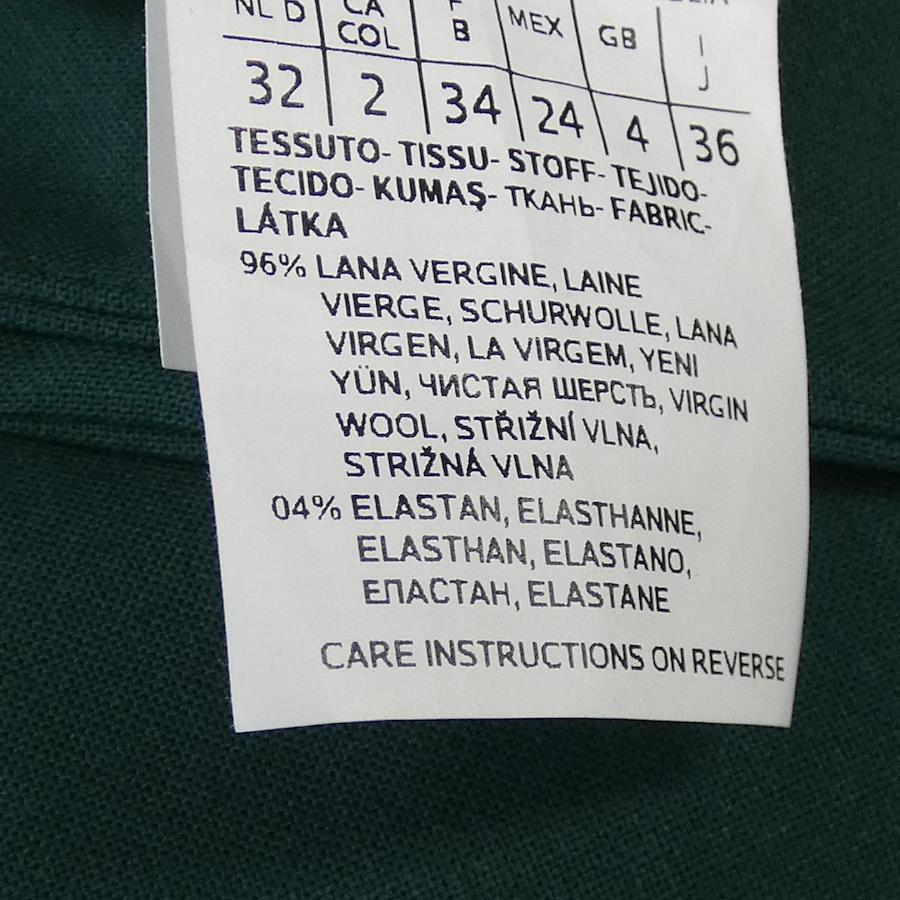 NL D CA COL B MEX GB I J
32 2 34 24 4 36
TESSUTO- TISSU- STOFF- TEJIDO-
TECIDO- KUMAŞ- ТКАНЬ- FABRIC-
LÁTKA
96% LANA VERGINE, LAINE
VIERGE, SCHURWOLLE, LANA
VIRGEN, LA VIRGEM, YENI
YÜN, ЧИСТАЯ ШЕРСТЬ, VIRGIN
WOOL, STŘIŽNÍ VLNA,
STRIŽNÁ VLNA
04% ELASTAN, ELASTHANNE,
ELASTHAN, ELASTANO,
ЕПАСТАН, ELASTANE
CARE INSTRUCTIONS ON REVERSE